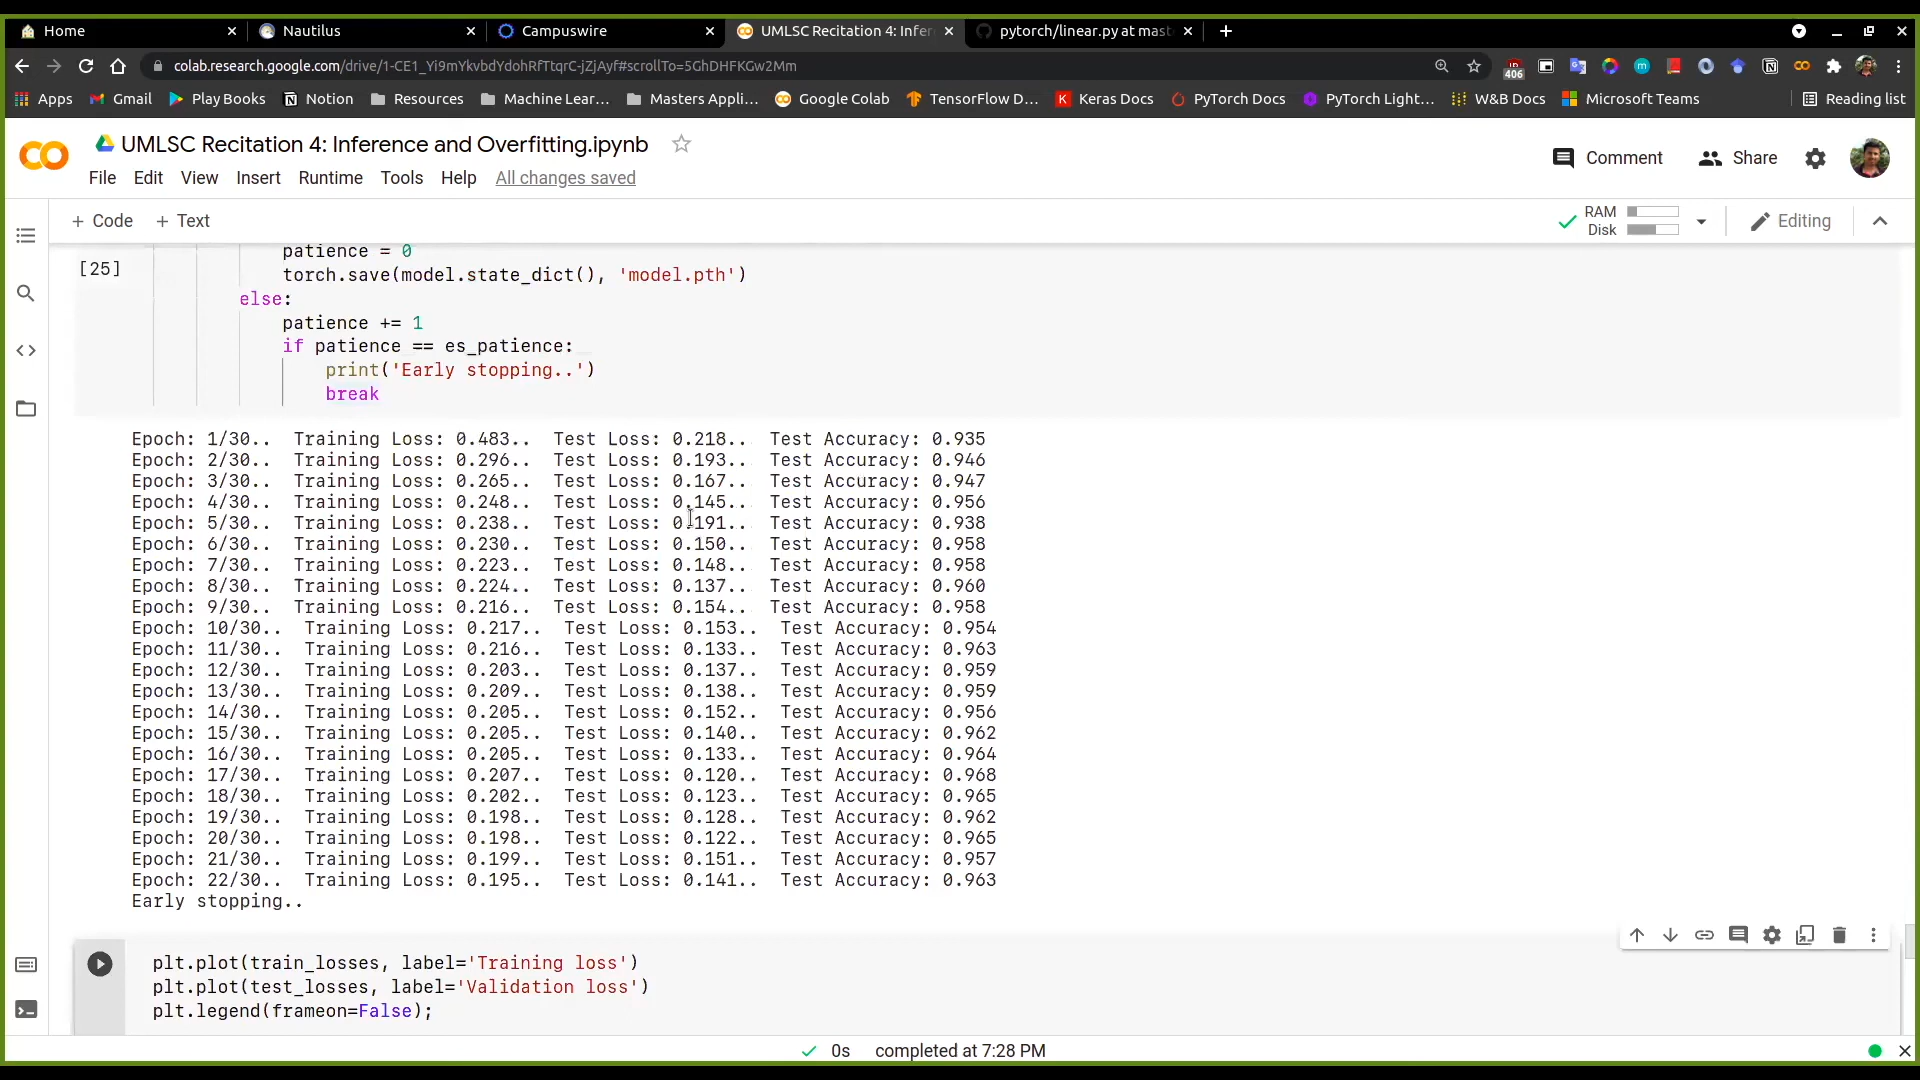 Home
Nautilus
Campuswire
UMLSC Recitation 4: Infer
pytorch/linear.py at mast
colab.research.google.com/drive/1-CE1_Yi9mYkvbdYdohRfTtqrC-jZjAyf#scrollTo=5GhDHFKGw2Mm
406
Apps
Gmail
Play Books
Notion
Resources
Machine Lear...
Masters Appli...
Google Colab
TensorFlow D...
Keras Docs
PyTorch Docs
PyTorch Light...
W&B Docs
Microsoft Teams
Reading list
UMLSC Recitation 4: Inference and Overfitting.ipynb
Comment
Share
File Edit View Insert Runtime Tools Help All changes saved
+ Code + Text
RAM
Disk
Editing
patience = 0
[25]
torch.save(model.state_dict(), 'model.pth')
else:
patience += 1
if patience == es_patience:
print('Early stopping..')
break
Epoch: 1/30.. Training Loss: 0.483.. Test Loss: 0.218.. Test Accuracy: 0.935
Epoch: 2/30.. Training Loss: 0.296.. Test Loss: 0.193.. Test Accuracy: 0.946
Epoch: 3/30.. Training Loss: 0.265.. Test Loss: 0.167.. Test Accuracy: 0.947
Epoch: 4/30.. Training Loss: 0.248.. Test Loss: 0.145.. Test Accuracy: 0.956
Epoch: 5/30.. Training Loss: 0.238.. Test Loss: 0.191.. Test Accuracy: 0.938
Epoch: 6/30.. Training Loss: 0.230.. Test Loss: 0.150.. Test Accuracy: 0.958
Epoch: 7/30.. Training Loss: 0.223.. Test Loss: 0.148.. Test Accuracy: 0.958
Epoch: 8/30.. Training Loss: 0.224.. Test Loss: 0.137.. Test Accuracy: 0.960
Epoch: 9/30.. Training Loss: 0.216.. Test Loss: 0.154.. Test Accuracy: 0.958
Epoch: 10/30.. Training Loss: 0.217.. Test Loss: 0.153.. Test Accuracy: 0.954
Epoch: 11/30.. Training Loss: 0.216.. Test Loss: 0.133.. Test Accuracy: 0.963
Epoch: 12/30.. Training Loss: 0.203.. Test Loss: 0.137.. Test Accuracy: 0.959
Epoch: 13/30.. Training Loss: 0.209.. Test Loss: 0.138.. Test Accuracy: 0.959
Epoch: 14/30.. Training Loss: 0.205.. Test Loss: 0.152.. Test Accuracy: 0.956
Epoch: 15/30.. Training Loss: 0.205.. Test Loss: 0.140.. Test Accuracy: 0.962
Epoch: 16/30.. Training Loss: 0.205.. Test Loss: 0.133.. Test Accuracy: 0.964
Epoch: 17/30.. Training Loss: 0.207.. Test Loss: 0.120.. Test Accuracy: 0.968
Epoch: 18/30.. Training Loss: 0.202.. Test Loss: 0.123.. Test Accuracy: 0.965
Epoch: 19/30.. Training Loss: 0.198.. Test Loss: 0.128.. Test Accuracy: 0.962
Epoch: 20/30.. Training Loss: 0.198.. Test Loss: 0.122.. Test Accuracy: 0.965
Epoch: 21/30.. Training Loss: 0.199.. Test Loss: 0.151.. Test Accuracy: 0.957
Epoch: 22/30.. Training Loss: 0.195.. Test Loss: 0.141.. Test Accuracy: 0.963
Early stopping..
plt.plot(train_losses, label='Training loss')
plt.plot(test_losses, label='Validation loss')
plt.legend(frameon=False);
0s completed at 7:28 PM